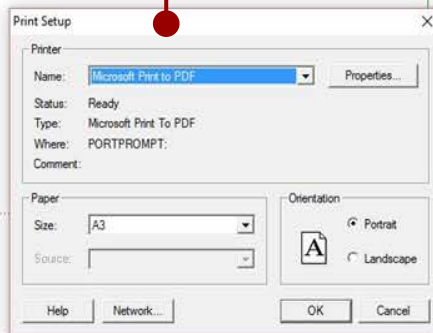 Print Setup
Printer
Name: Microsoft Print to PDF Properties...
Status: Ready
Type: Microsoft Print To PDF
Where: PORTPROMPT:
Comment:
Paper
Size: A3
Source:
Orientation
A
Portrait
Landscape
Help Network... OK Cancel